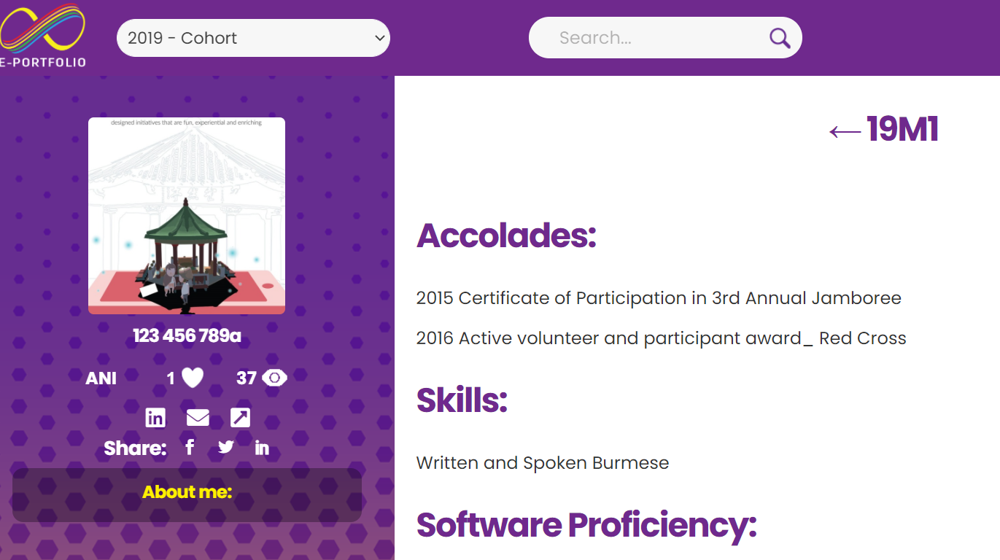 E-PORTFOLIO
2019 - Cohort
Search...
designed initiatives that are fun, experiential and enriching
123 456 789a
ANI 1 37
in
Share: f in
About me:
← 19M1
Accolades:
2015 Certificate of Participation in 3rd Annual Jamboree
2016 Active volunteer and participant award_ Red Cross
Skills:
Written and Spoken Burmese
Software Proficiency: